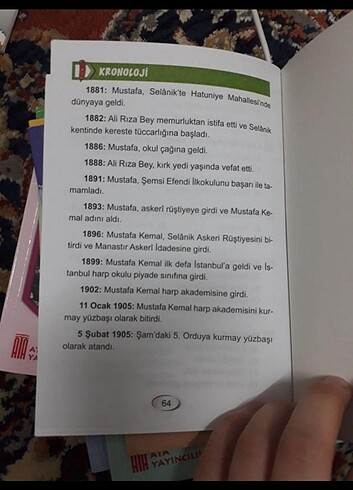 KRONOLOJİ
1881: Mustafa, Selânik'te Hatuniye Mahallesi'nde
dünyaya geldi.
1882: Ali Rıza Bey memurluktan istifa etti ve Selânik
kentinde kereste tüccarlığına başladı.
1886: Mustafa, okul çağına geldi.
1888: Ali Rıza Bey, kırk yedi yaşında vefat etti.
1891: Mustafa, Şemsi Efendi İlkokulunu başarı ile ta-
mamladı.
1893: Mustafa, askerî rüştiyeye girdi ve Mustafa Ke-
mal adını aldı.
1896: Mustafa Kemal, Selânik Askeri Rüştiyesini bi-
tirdi ve Manastır Askerî İdadesine girdi.
1899: Mustafa Kemal ilk defa İstanbul'a geldi ve İs-
tanbul harp okulu piyade sınıfına girdi.
1902: Mustafa Kemal harp akademisine girdi.
11 Ocak 1905: Mustafa Kemal harp akademisini kur-
may yüzbaşı olarak bitirdi.
5 Şubat 1905: Şam'daki 5. Orduya kurmay yüzbaşı
olarak atandı.
64
ATA
YAYINCILI